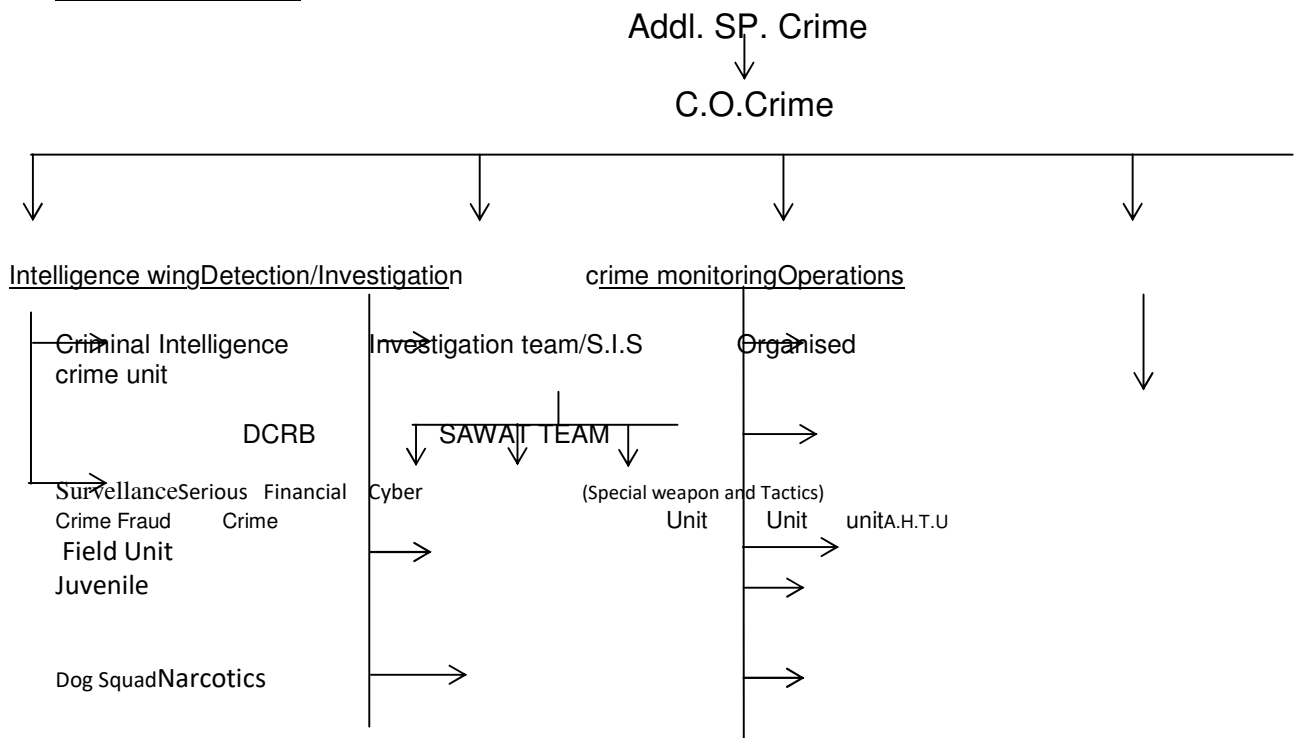 Addl. SP. Crime
C.O.Crime
Intelligence wingDetection/Investigation crime monitoringOperations
Criminal Intelligence Investigation team/S.I.S Organised
crime unit
DCRB SAWAT TEAM
SurvellanceSerious Financial Cyber (Special weapon and Tactics)
Crime Fraud Crime Unit Unit unitA.H.T.U
Field Unit
Juvenile
Dog SquadNarcotics